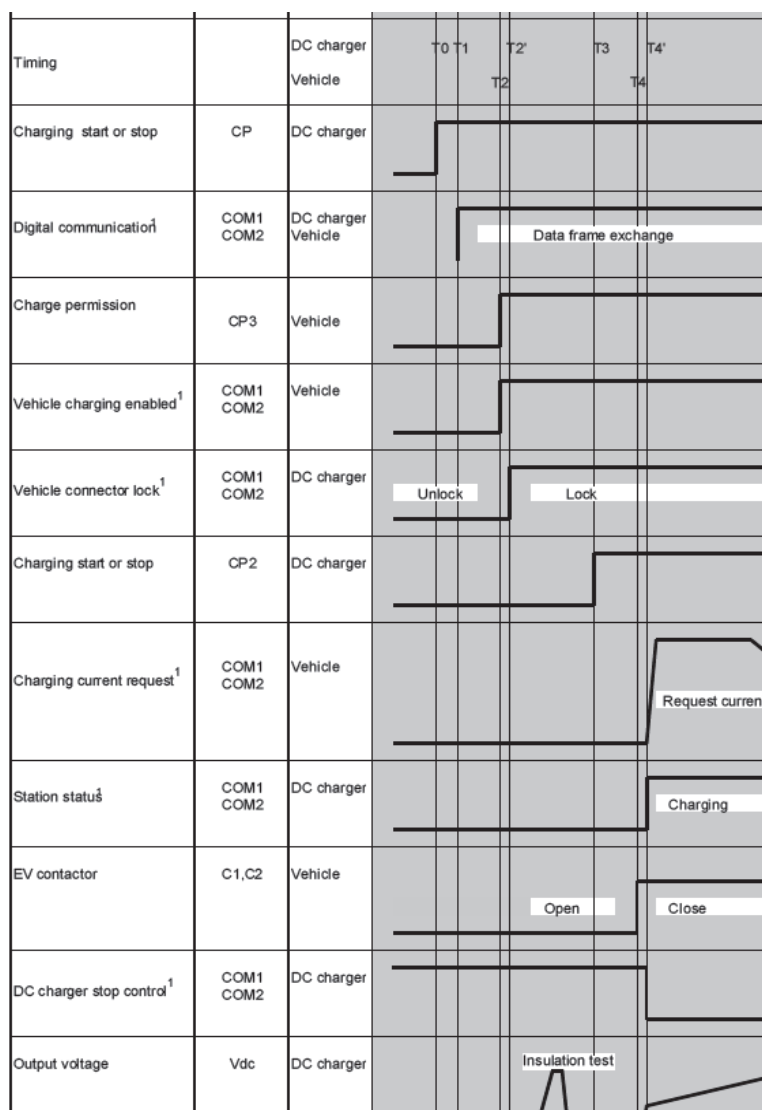 Timing
DC charger
Vehicle
T0 T1 T2' T3 T4'
T2 T4
Charging start or stop CP DC charger
Digital communication1 COM1 COM2 DC charger Vehicle
Data frame exchange
Charge permission CP3 Vehicle
Vehicle charging enabled1 COM1 COM2 Vehicle
Vehicle connector lock1 COM1 COM2 DC charger
Unlock Lock
Charging start or stop CP2 DC charger
Charging current request1 COM1 COM2 Vehicle
Request curren
Station status1 COM1 COM2 DC charger
Charging
EV contactor C1,C2 Vehicle
Open Close
DC charger stop control1 COM1 COM2 DC charger
Output voltage Vdc DC charger
Insulation test